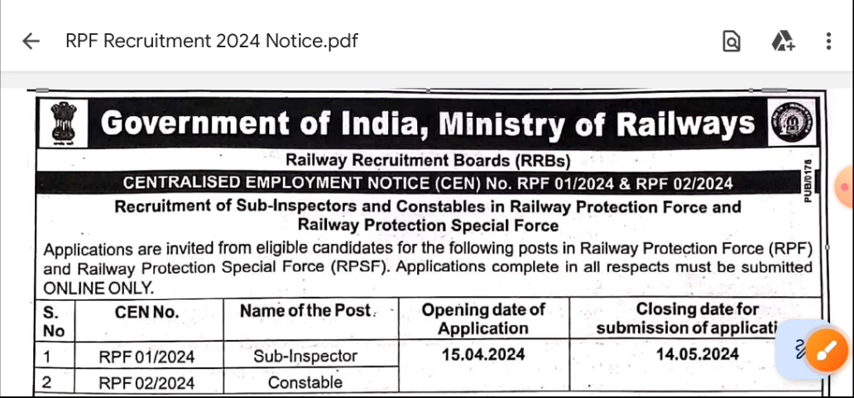 RPF Recruitment 2024 Notice.pdf
Government of India, Ministry of Railways
Railway Recruitment Boards (RRBs)
CENTRALISED EMPLOYMENT NOTICE (CEN) No. RPF 01/2024 & RPF 02/2024
PUB/0178
Recruitment of Sub-Inspectors and Constables in Railway Protection Force and
Railway Protection Special Force
Applications are invited from eligible candidates for the following posts in Railway Protection Force (RPF)
and Railway Protection Special Force (RPSF). Applications complete in all respects must be submitted
ONLINE ONLY.
S. No CEN No. Name of the Post Opening date of Application Closing date for submission of applicati
1 RPF 01/2024 Sub-Inspector 15.04.2024 14.05.2024
2 RPF 02/2024 Constable